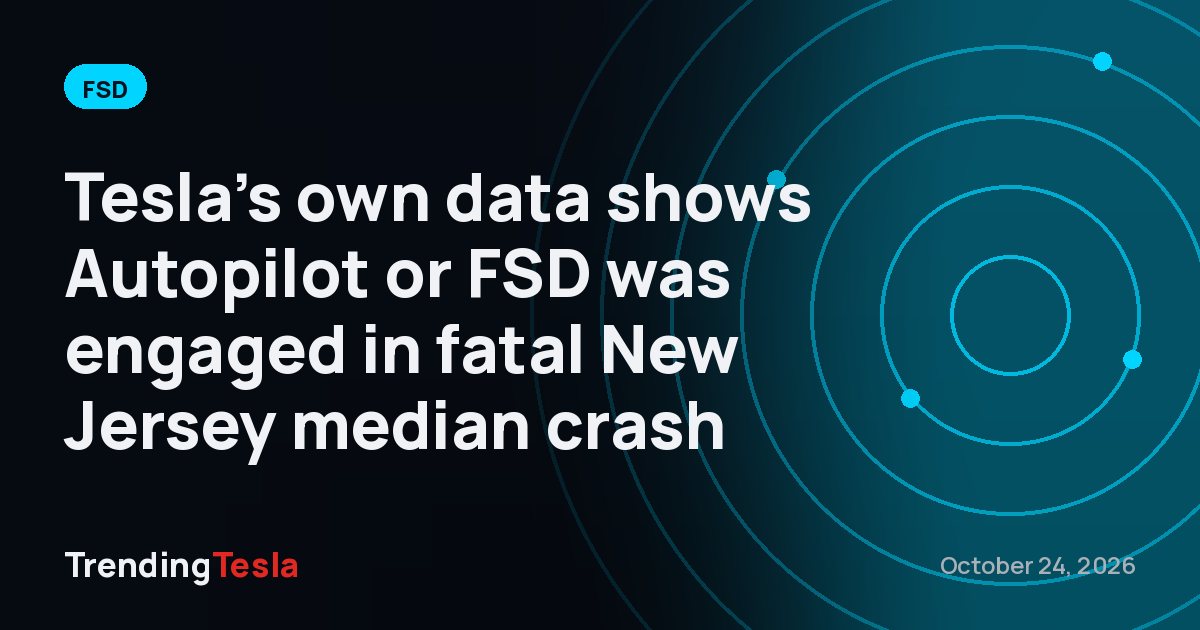 FSD
Tesla’s own data shows
Autopilot or FSD was
engaged in fatal New
Jersey median crash
TrendingTesla
October 24, 2026